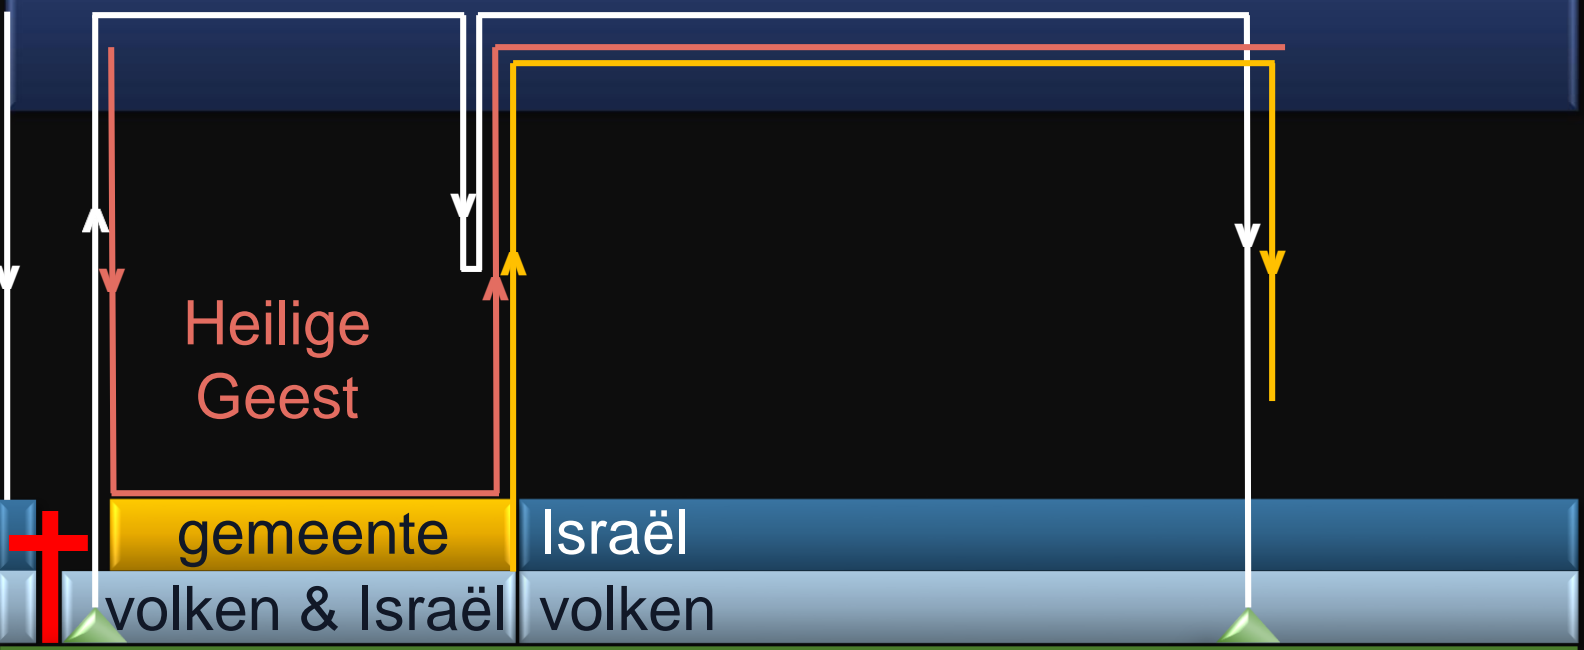 Heilige
Geest
gemeente
Israël
volken & Israël
volken